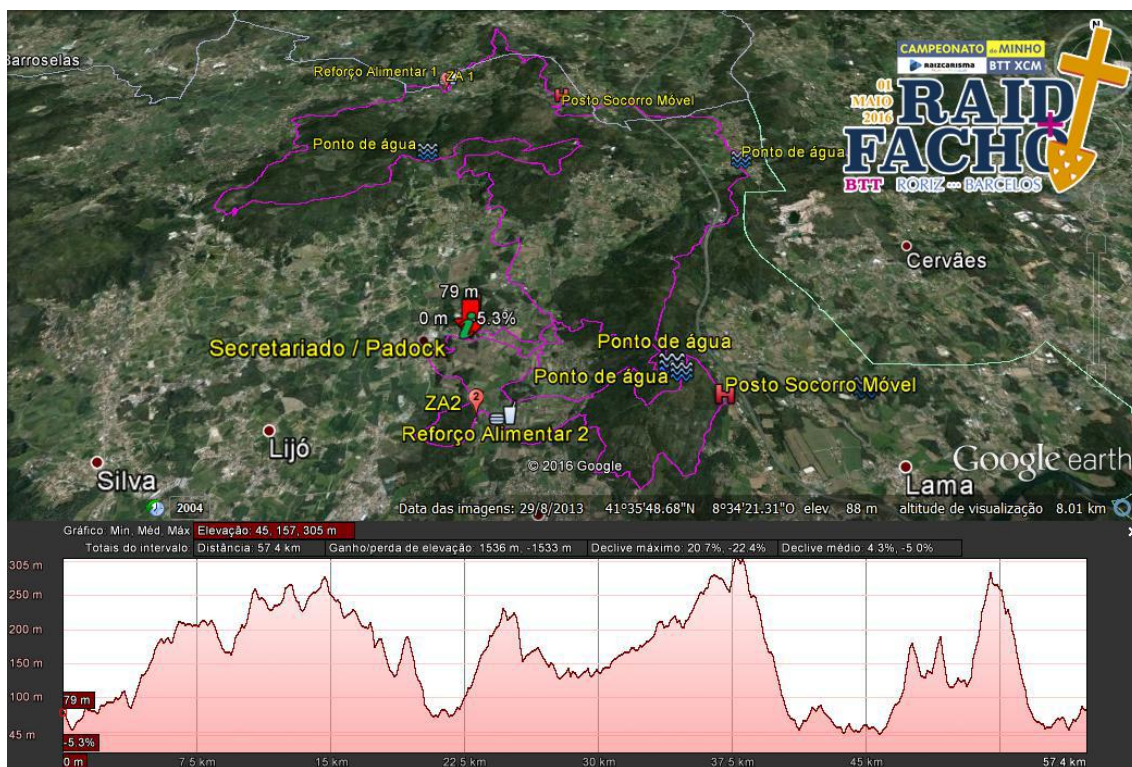 Barroselas
Reforço Alimentar 1
ZA 1
Posto Socorro Móvel
Ponto de água
Ponto de água
N
CAMPEONATO do MINHO
RAIZCARISMA
BTT XCM
01
MAIO
2016
RAID
FACHO
BTT RORIZ --- BARCELOS
Cervães
79 m
0 m
5.3%
Secretariado / Padock
Ponto de água
Ponto de água
Posto Socorro Móvel
ZA2
2
Reforço Alimentar 2
Lijó
Silva
© 2016 Google
Google earth
Lama
2004
Data das imagens: 29/8/2013 41°35'48.68"N 8°34'21.31"O elev 88 m altitude de visualização 8.01 km
Gráfico: Min, Méd, Máx Elevação: 45, 157, 305 m
Totais do intervalo: Distância: 57.4 km Ganho/perda de elevação: 1536 m, -1533 m Declive máximo: 20.7%, -22.4% Declive médio: 4.3%, -5.0%
305 m
250 m
200 m
150 m
100 m
79 m
45 m
-5.3%
0 m 7.5 km 15 km 22.5 km 30 km 37.5 km 45 km 57.4 km